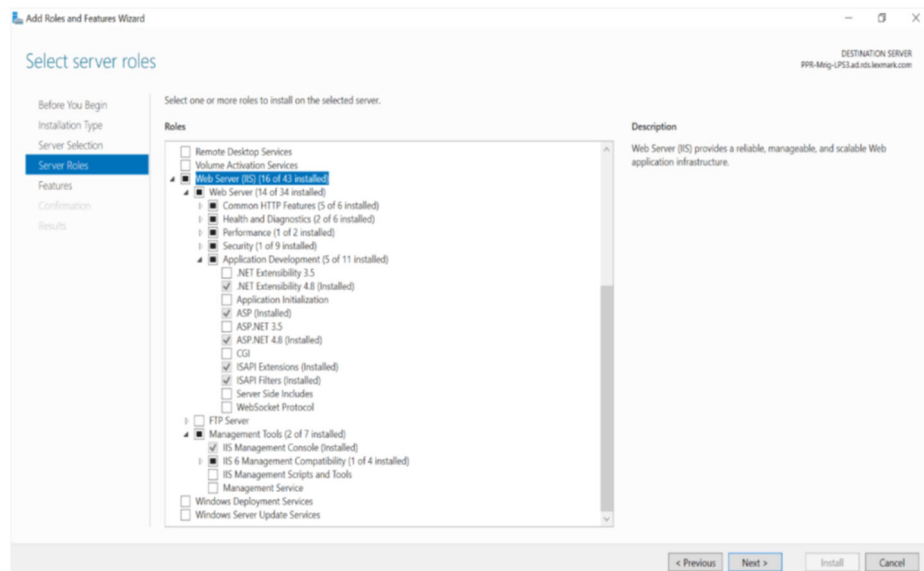 Add Roles and Features Wizard
Select server roles
DESTINATION SERVER
PPR-Mrig-LPS3.ad.rds.lexmark.com
Before You Begin
Installation Type
Server Selection
Server Roles
Features
Confirmation
Results
Select one or more roles to install on the selected server.
Roles
Remote Desktop Services
Volume Activation Services
Web Server (IIS) (16 of 43 installed)
Web Server (14 of 34 installed)
Common HTTP Features (5 of 6 installed)
Health and Diagnostics (2 of 6 installed)
Performance (1 of 2 installed)
Security (1 of 9 installed)
Application Development (5 of 11 installed)
.NET Extensibility 3.5
.NET Extensibility 4.8 (Installed)
Application Initialization
ASP (Installed)
ASP.NET 3.5
ASP.NET 4.8 (Installed)
CGI
ISAPI Extensions (Installed)
ISAPI Filters (Installed)
Server Side Includes
WebSocket Protocol
FTP Server
Management Tools (2 of 7 installed)
IIS Management Console (Installed)
IIS 6 Management Compatibility (1 of 4 installed)
IIS Management Scripts and Tools
Management Service
Windows Deployment Services
Windows Server Update Services
Description
Web Server (IIS) provides a reliable, manageable, and scalable Web
application infrastructure.
< Previous
Next >
Install
Cancel